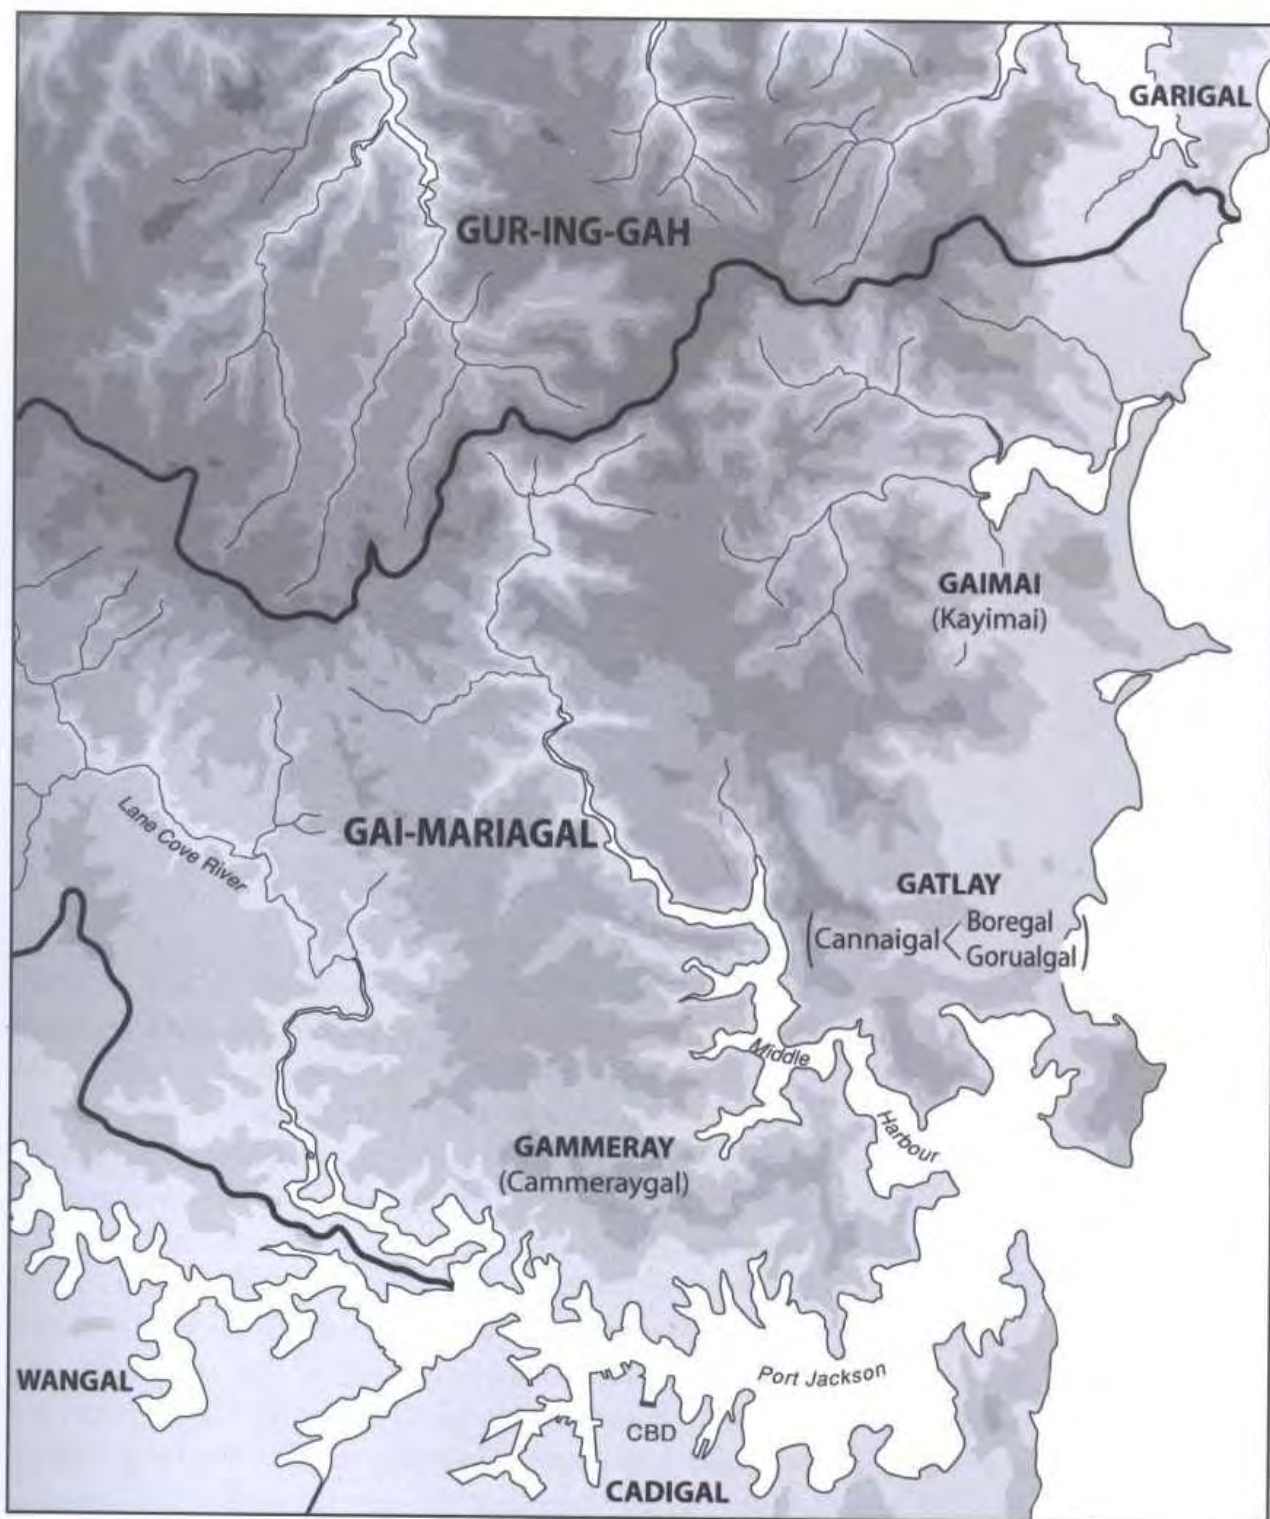 GARIGAL
GUR-ING-GAH
GAIMAI
(Kayimai)
Lane Cove River
GAI-MARIAGAL
GATLAY
(Cannaigal < Boregal
Gorualgal)
Middle
Harbour
GAMMERAY
(Cammeraygal)
WANGAL
Port Jackson
CBD
CADIGAL